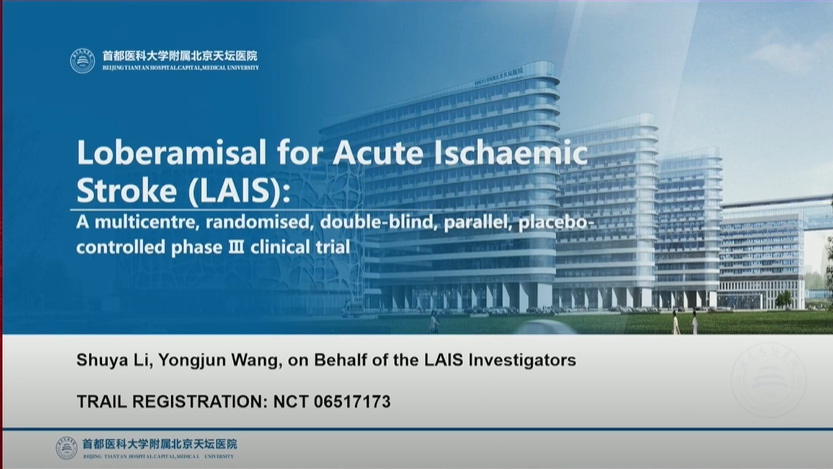 首都医科大学附属北京天坛医院
BEIJING TIANTAN HOSPITAL, CAPITAL MEDICAL UNIVERSITY
Loberamisal for Acute Ischaemic
Stroke (LAIS):
A multicentre, randomised, double-blind, parallel, placebo-
controlled phase Ⅲ clinical trial
Shuya Li, Yongjun Wang, on Behalf of the LAIS Investigators
TRAIL REGISTRATION: NCT 06517173
首都医科大学附属北京天坛医院
BEIJING TIANTAN HOSPITAL, CAPITAL MEDICAL UNIVERSITY